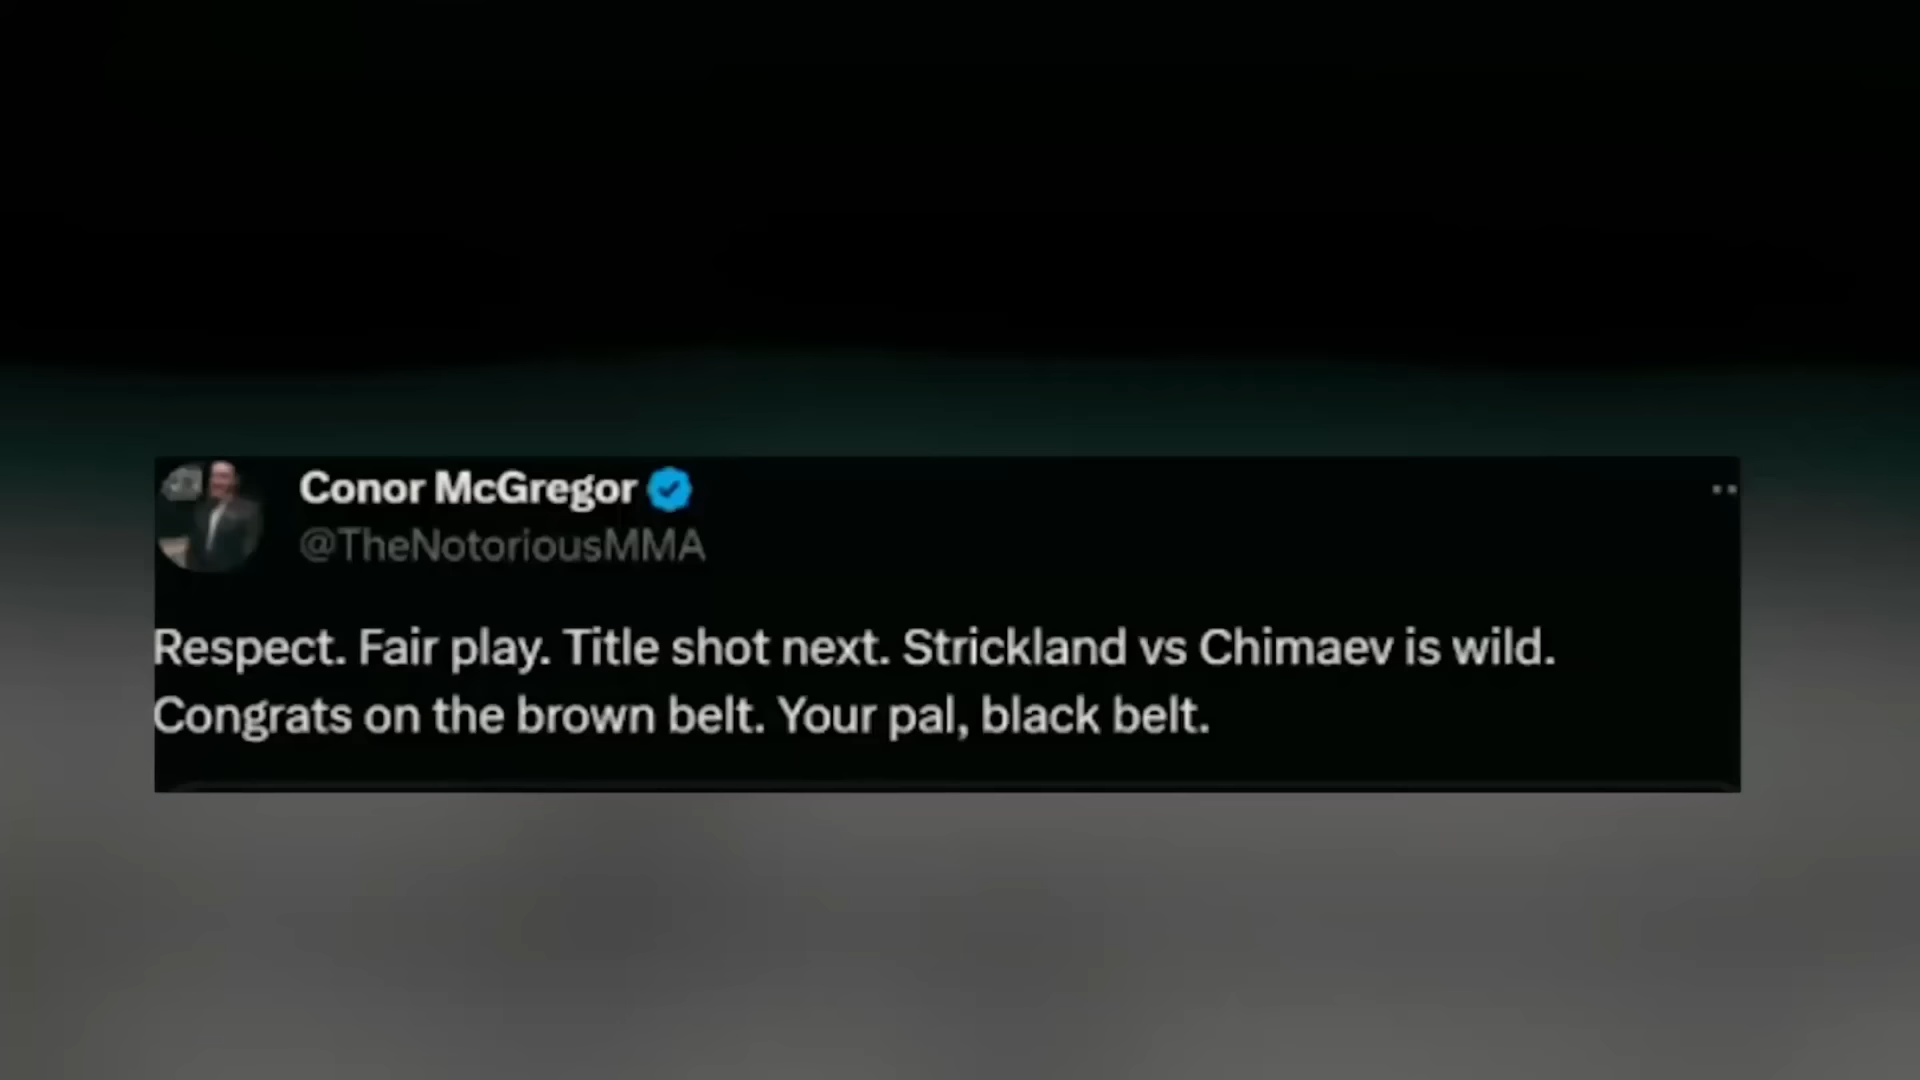 Conor McGregor
@TheNotoriousMMA
Respect. Fair play. Title shot next. Strickland vs Chimaev is wild.
Congrats on the brown belt. Your pal, black belt.